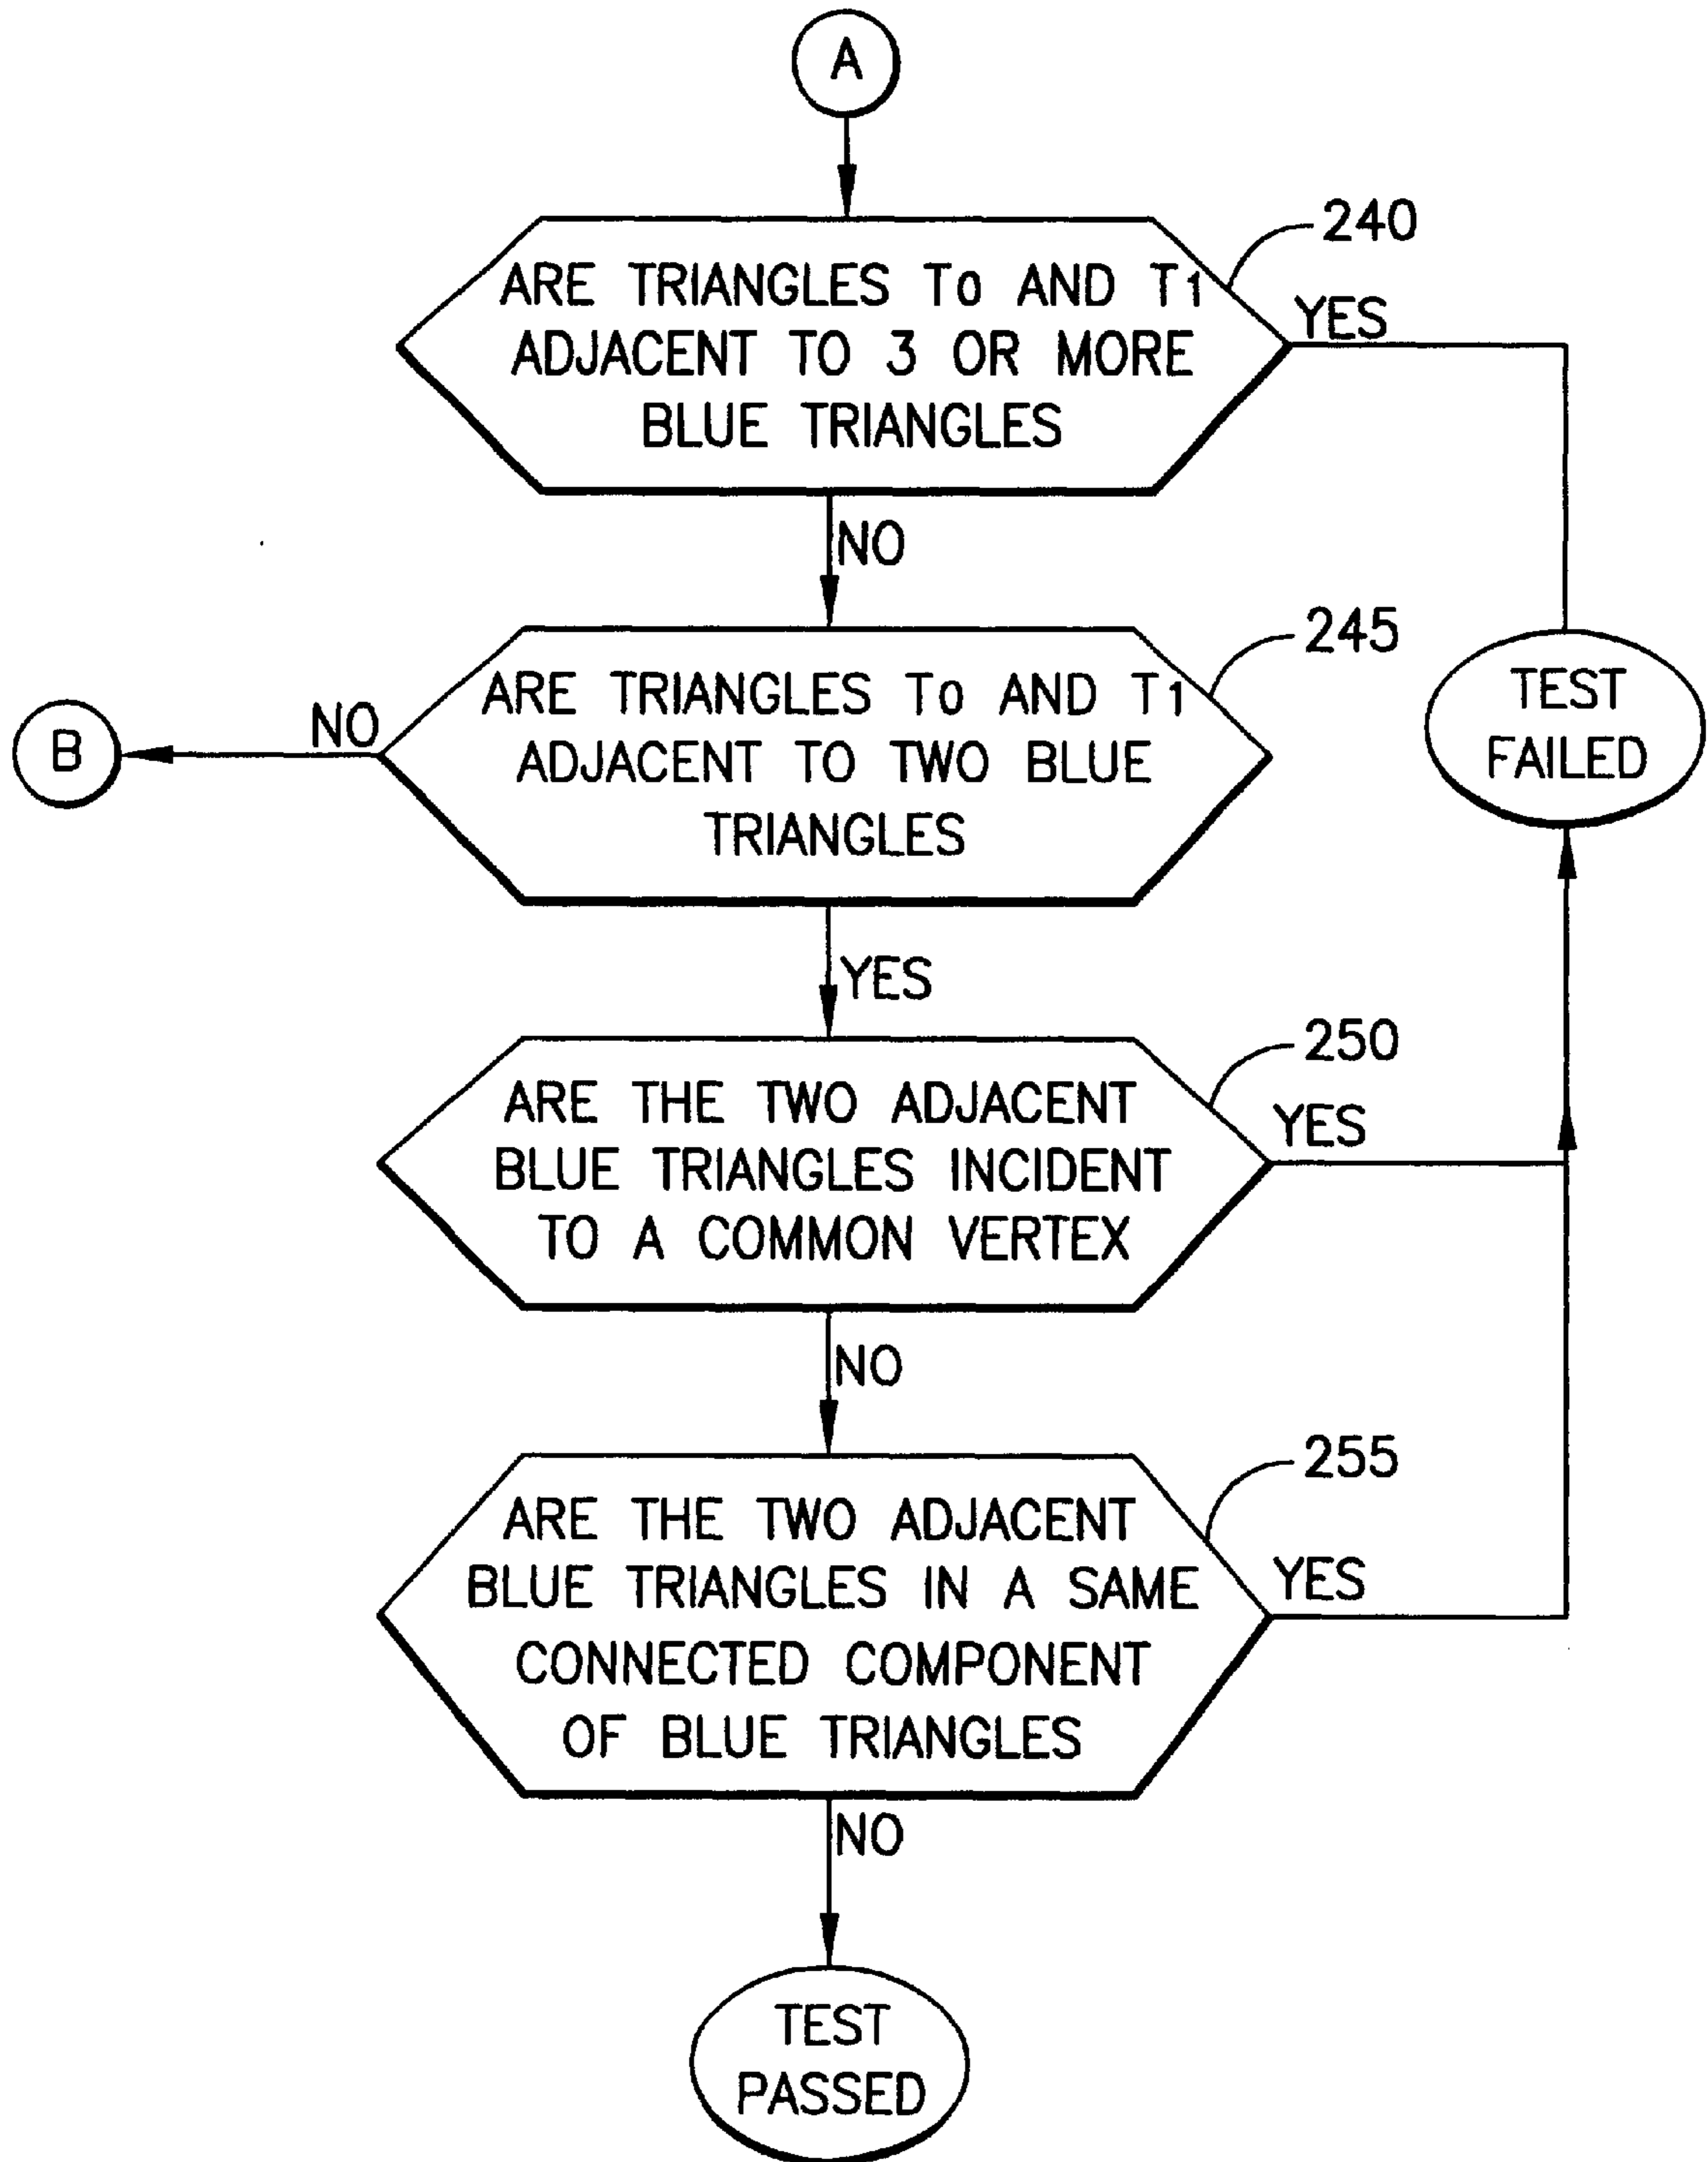 A
240
ARE TRIANGLES T0 AND T1
ADJACENT TO 3 OR MORE
BLUE TRIANGLES
YES
NO
245
ARE TRIANGLES T0 AND T1
ADJACENT TO TWO BLUE
TRIANGLES
NO
B
TEST
FAILED
YES
250
ARE THE TWO ADJACENT
BLUE TRIANGLES INCIDENT
TO A COMMON VERTEX
YES
NO
255
ARE THE TWO ADJACENT
BLUE TRIANGLES IN A SAME
CONNECTED COMPONENT
OF BLUE TRIANGLES
YES
NO
TEST
PASSED